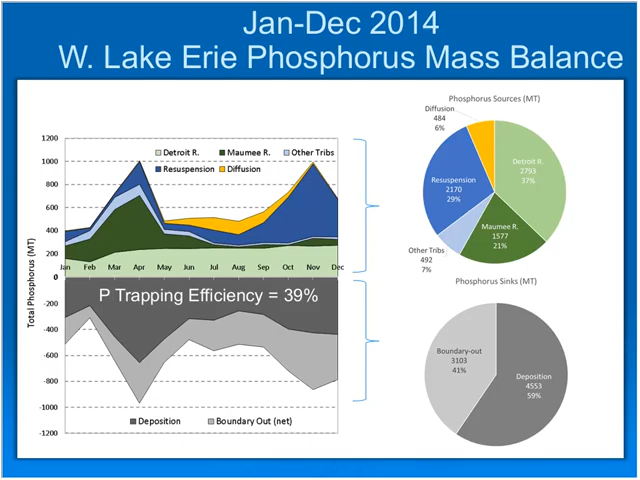 Jan-Dec 2014
W. Lake Erie Phosphorus Mass Balance
Total Phosphorus (MT)
1200
1000
800
600
400
200
0
-200
-400
-600
-800
-1000
-1200
Detroit R. Maumee R. Other Tribs
Resuspension Diffusion
Jan Feb Mar Apr May Jun Jul Aug Sep Oct Nov Dec
P Trapping Efficiency = 39%
Deposition Boundary Out (net)
Phosphorus Sources (MT)
Diffusion
484
6%
Detroit R.
2793
37%
Resuspension
2170
29%
Maumee R.
1577
21%
Other Tribs
492
7%
Phosphorus Sinks (MT)
Boundary-out
3103
41%
Deposition
4553
59%